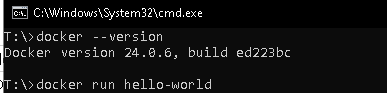 C:\Windows\System32\cmd.exe
T:\>docker --version
Docker version 24.0.6, build ed223bc
T:\>docker run hello-world